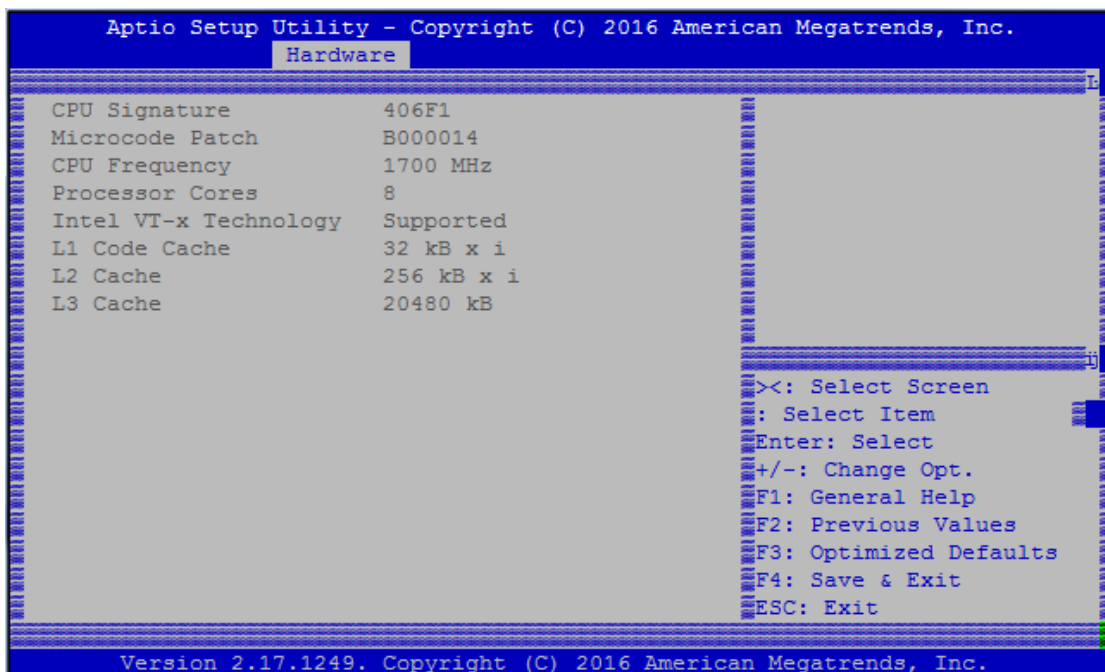 Aptio Setup Utility - Copyright (C) 2016 American Megatrends, Inc.
Hardware
CPU Signature 406F1
Microcode Patch B000014
CPU Frequency 1700 MHz
Processor Cores 8
Intel VT-x Technology Supported
L1 Code Cache 32 kB x i
L2 Cache 256 kB x i
L3 Cache 20480 kB
><: Select Screen
: Select Item
Enter: Select
+/-: Change Opt.
F1: General Help
F2: Previous Values
F3: Optimized Defaults
F4: Save & Exit
ESC: Exit
Version 2.17.1249. Copyright (C) 2016 American Megatrends, Inc.